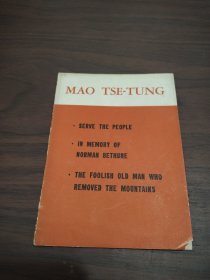 MAO TSE-TUNG
• SERVE THE PEOPLE
• IN MEMORY OF
NORMAN BETHUNE
• THE FOOLISH OLD MAN WHO
REMOVED THE MOUNTAINS